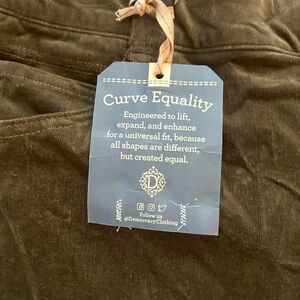 Curve Equality
Engineered to lift,
expand, and enhance
for a universal fit, because
all shapes are different,
but created equal.
D
Follow us
@DemocracyClothing